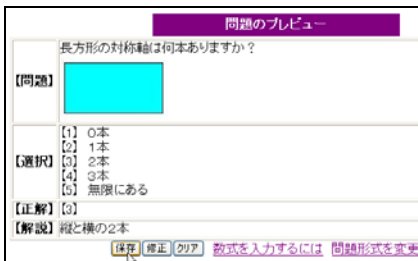 問題のプレビュー
長方形の対称軸は何本ありますか？
【問題】
【選択】
【1】 0本
【2】 1本
【3】 2本
【4】 3本
【5】 無限にある
【正解】【3】
【解説】縦と横の2本
保存 修正 クリア 数式を入力するには 問題形式を変更